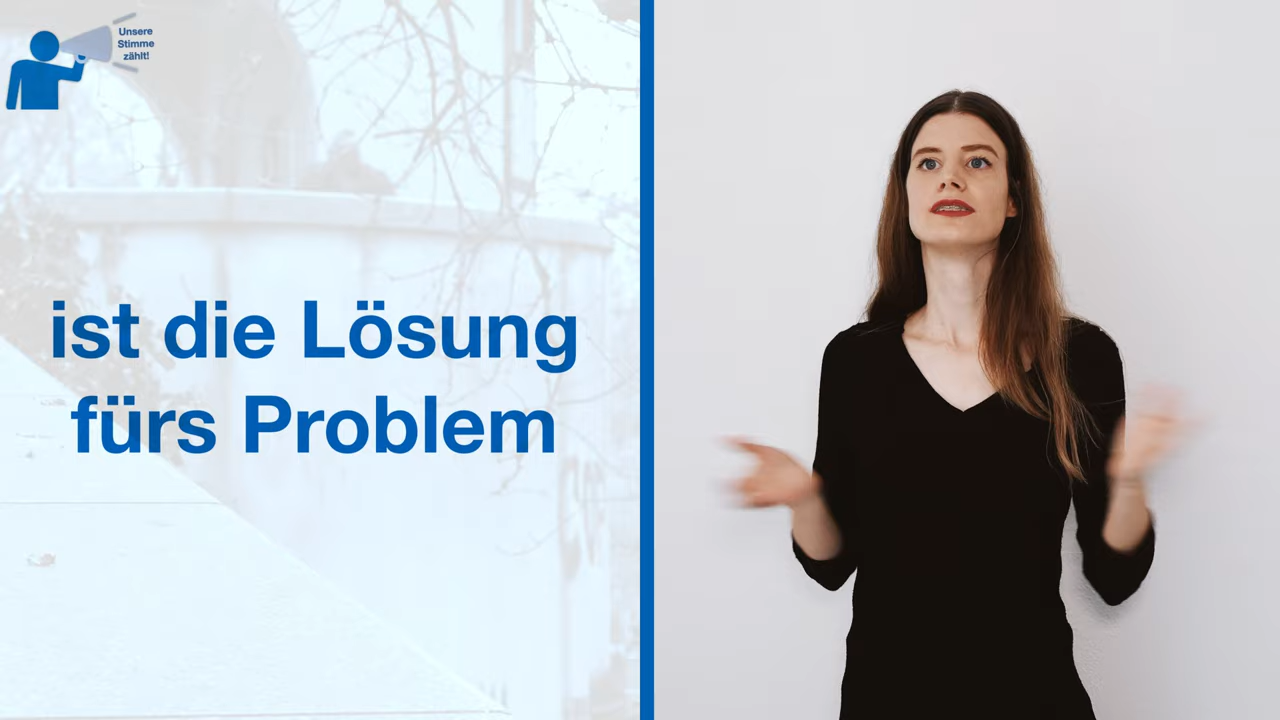 Unsere
Stimme
zählt!
ist die Lösung
fürs Problem